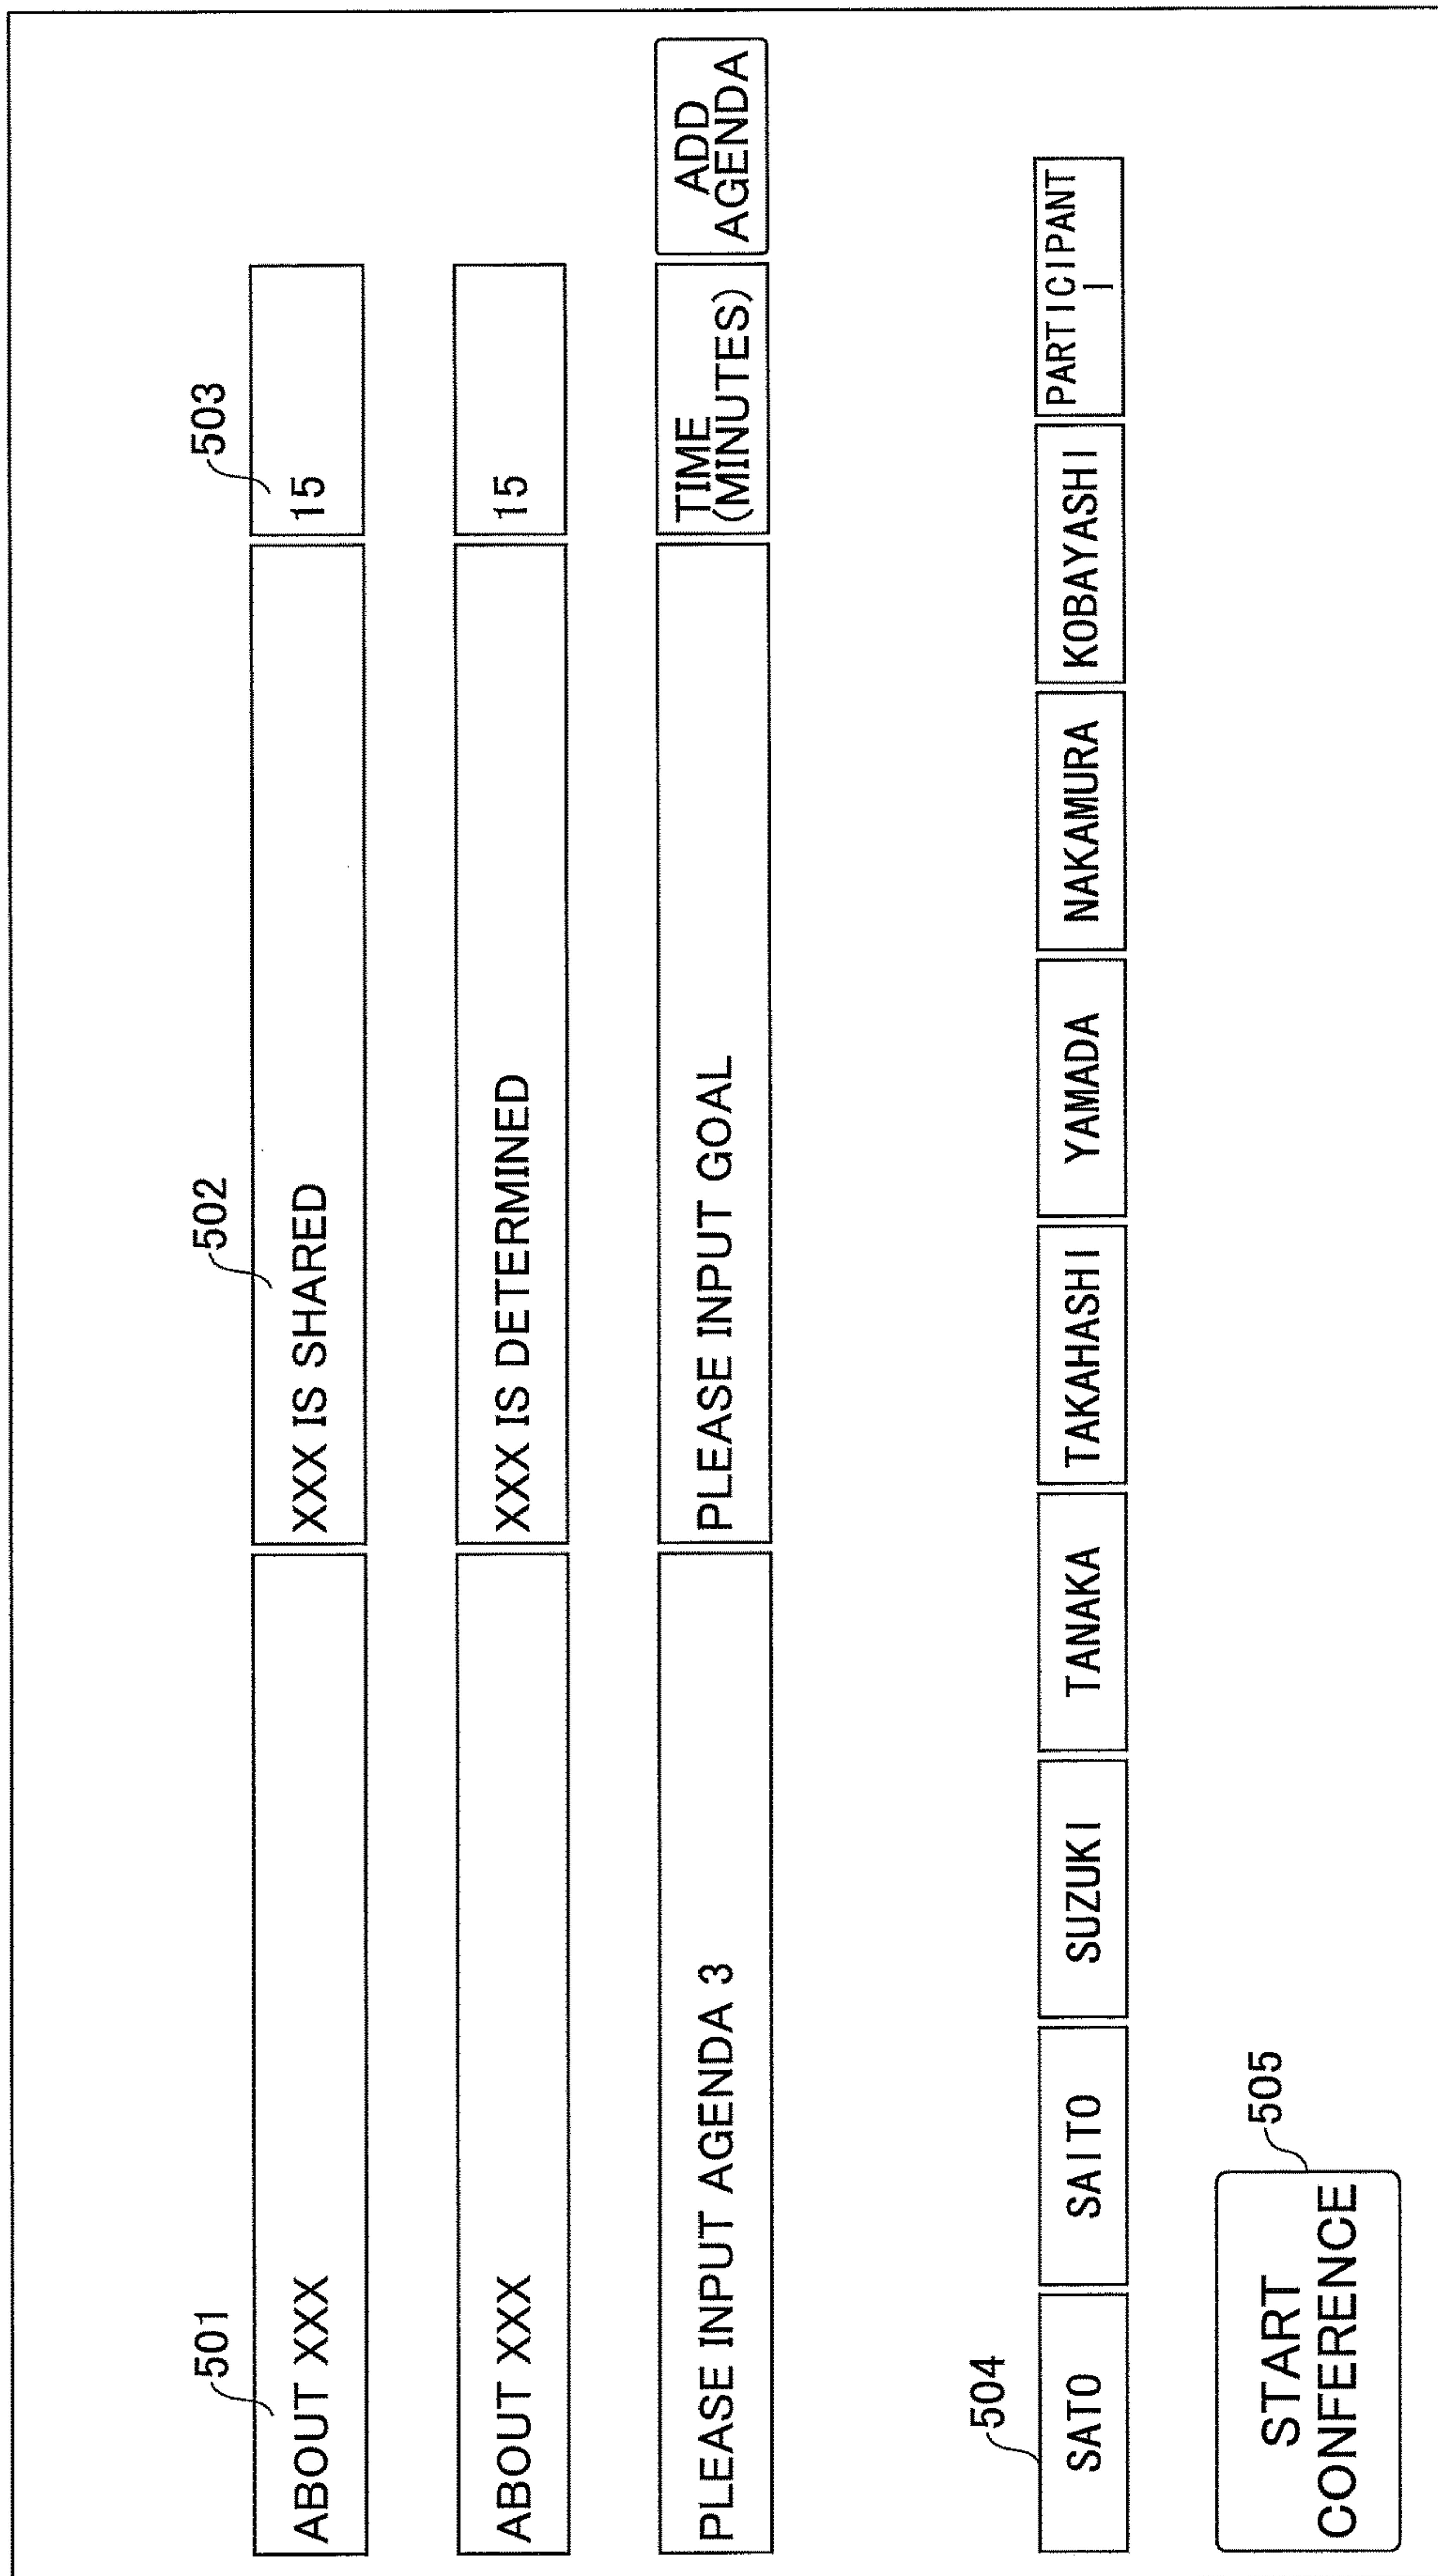 501
502
503
ABOUT XXX
XXX IS SHARED
15
ABOUT XXX
XXX IS DETERMINED
15
PLEASE INPUT AGENDA 3
PLEASE INPUT GOAL
TIME
(MINUTES)
ADD
AGENDA
504
SATO
SAITO
SUZUKI
TANAKA
TAKAHASHI
YAMADA
NAKAMURA
KOBAYASHI
PARTICIPANT
I
START
CONFERENCE
505